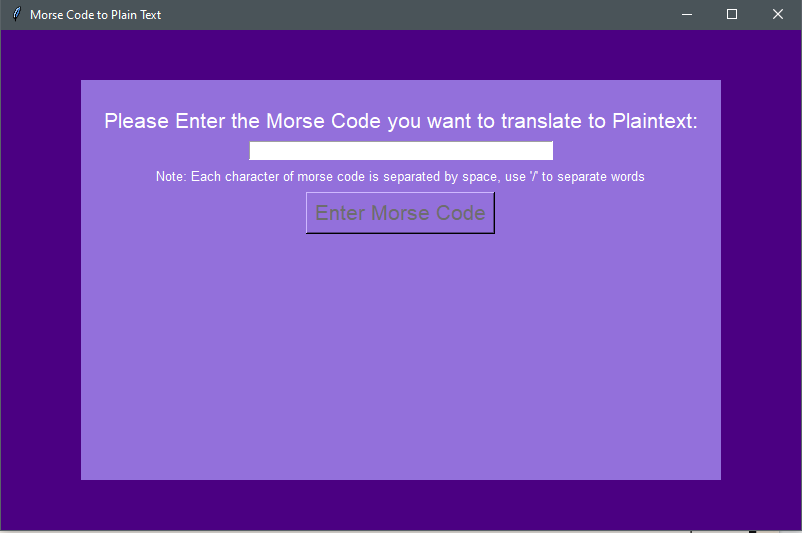 Morse Code to Plain Text
Please Enter the Morse Code you want to translate to Plaintext:
Note: Each character of morse code is separated by space, use '/' to separate words
Enter Morse Code